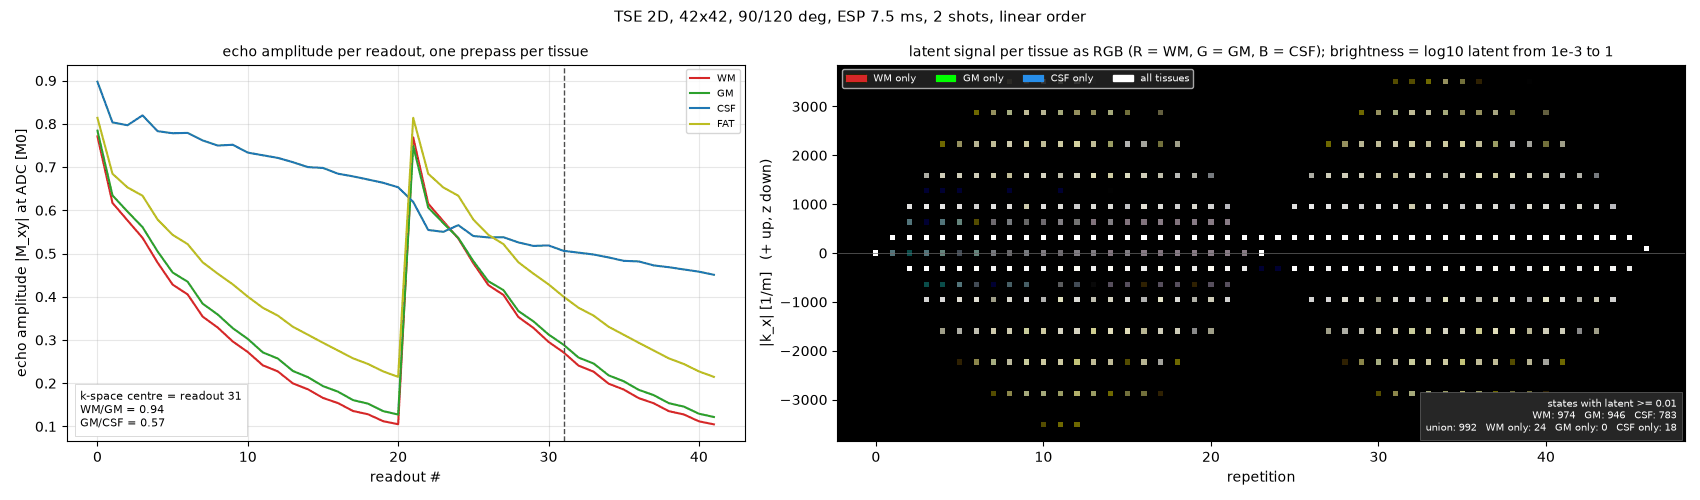 TSE 2D, 42x42, 90/120 deg, ESP 7.5 ms, 2 shots, linear order
echo amplitude per readout, one prepass per tissue
echo amplitude |M_xy| at ADC [M0]
0.9
0.8
0.7
0.6
0.5
0.4
0.3
0.2
0.1
WM
GM
CSF
FAT
k-space centre = readout 31
WM/GM = 0.94
GM/CSF = 0.57
0
10
20
30
40
readout #
latent signal per tissue as RGB (R = WM, G = GM, B = CSF); brightness = log10 latent from 1e-3 to 1
WM only
GM only
CSF only
all tissues
|k_x| [1/m]   (+ up, z down)
3000
2000
1000
0
−1000
−2000
−3000
states with latent >= 0.01
WM: 974   GM: 946   CSF: 783
union: 992   WM only: 24   GM only: 0   CSF only: 18
0
10
20
30
40
repetition